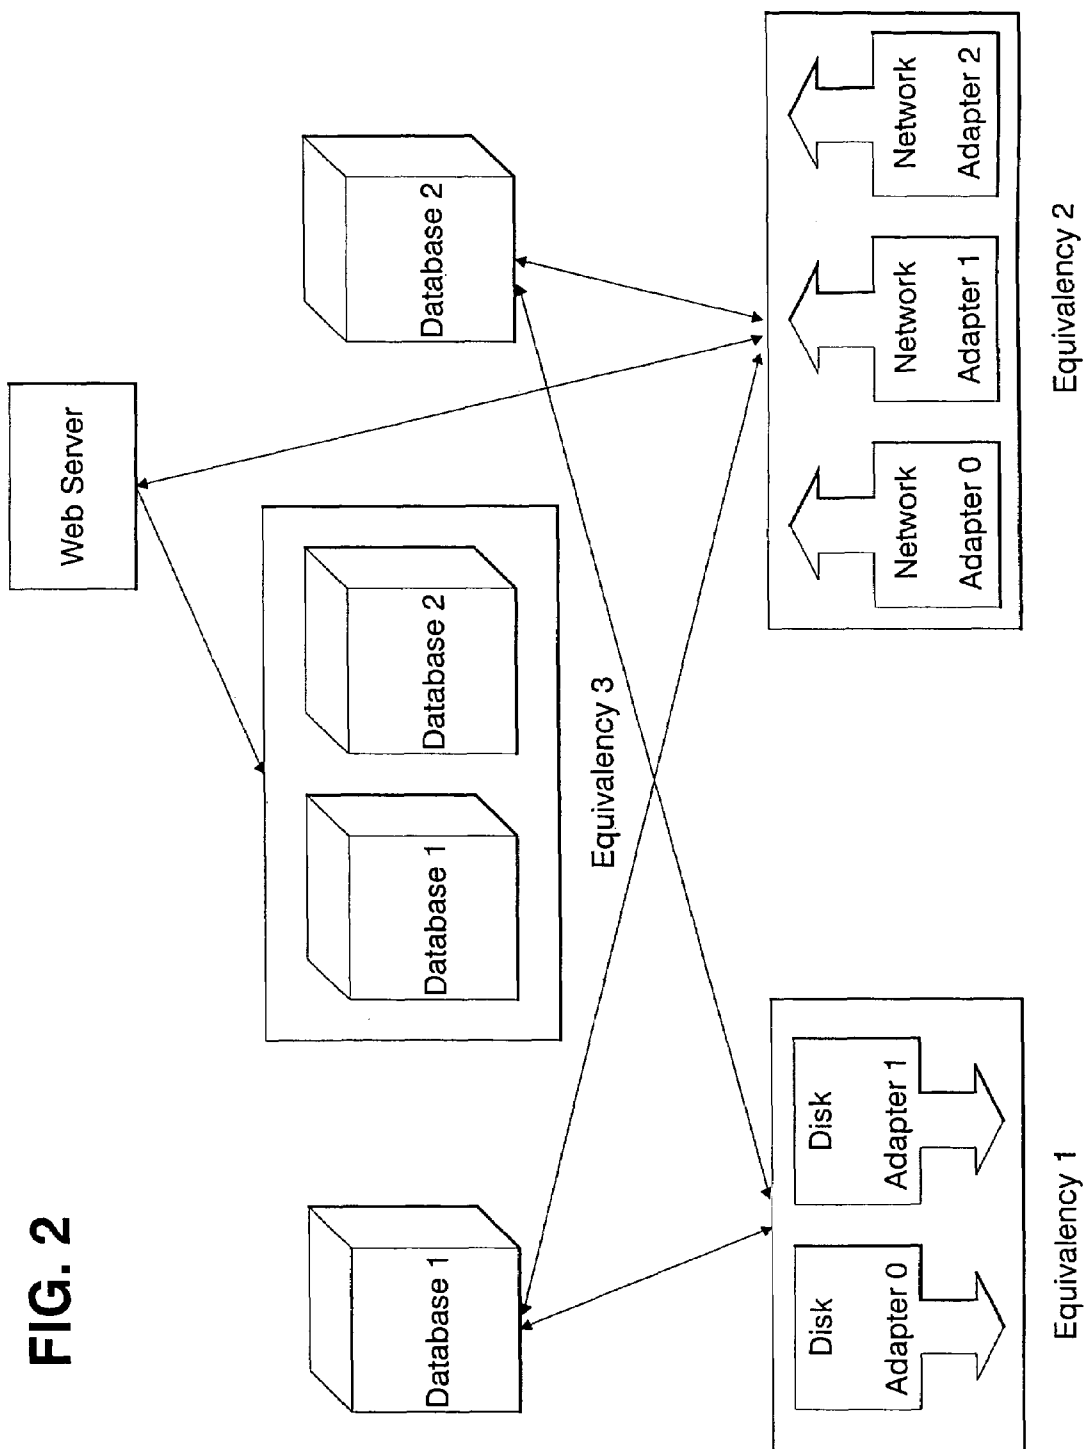 FIG. 2
Web Server
Database 1
Database 1
Database 2
Database 2
Equivalency 3
Disk
Adapter 0
Disk
Adapter 1
Equivalency 1
Network
Adapter 0
Network
Adapter 1
Network
Adapter 2
Equivalency 2